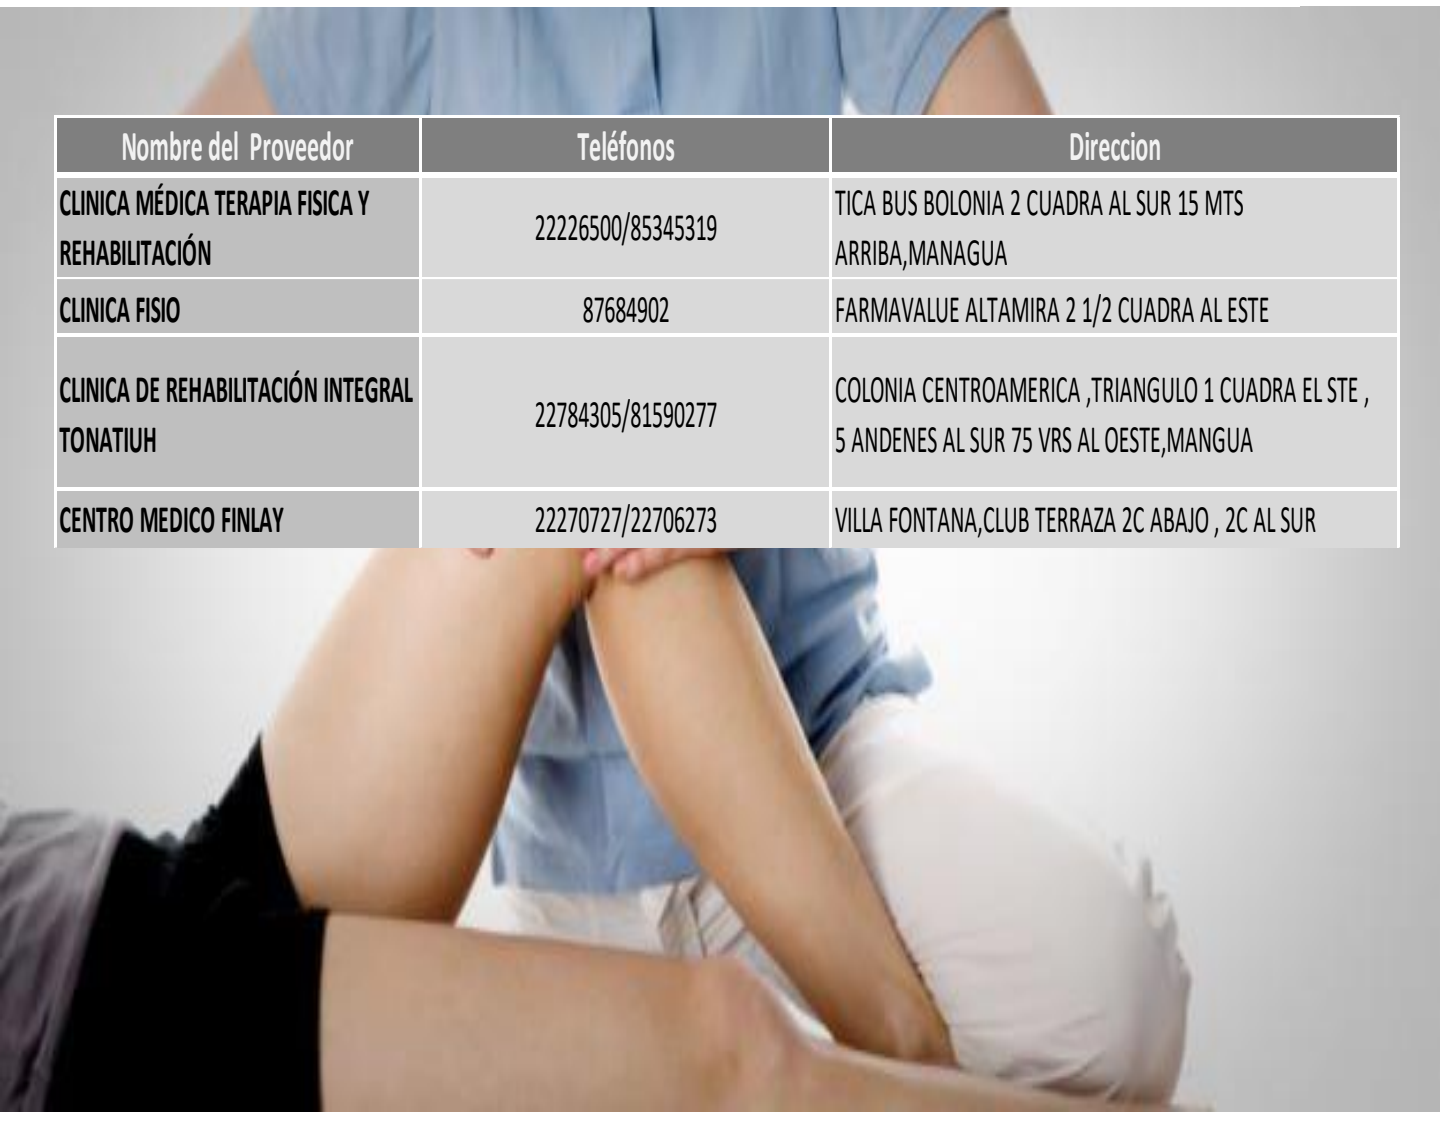 Nombre del Proveedor Teléfonos Direccion
CLINICA MÉDICA TERAPIA FISICA Y
REHABILITACIÓN
22226500/85345319
TICA BUS BOLONIA 2 CUADRA AL SUR 15 MTS
ARRIBA,MANAGUA
CLINICA FISIO 87684902 FARMAVALUE ALTAMIRA 2 1/2 CUADRA AL ESTE
CLINICA DE REHABILITACIÓN INTEGRAL
TONATIUH
22784305/81590277
COLONIA CENTROAMERICA ,TRIANGULO 1 CUADRA EL STE ,
5 ANDENES AL SUR 75 VRS AL OESTE,MANGUA
CENTRO MEDICO FINLAY 22270727/22706273 VILLA FONTANA,CLUB TERRAZA 2C ABAJO , 2C AL SUR